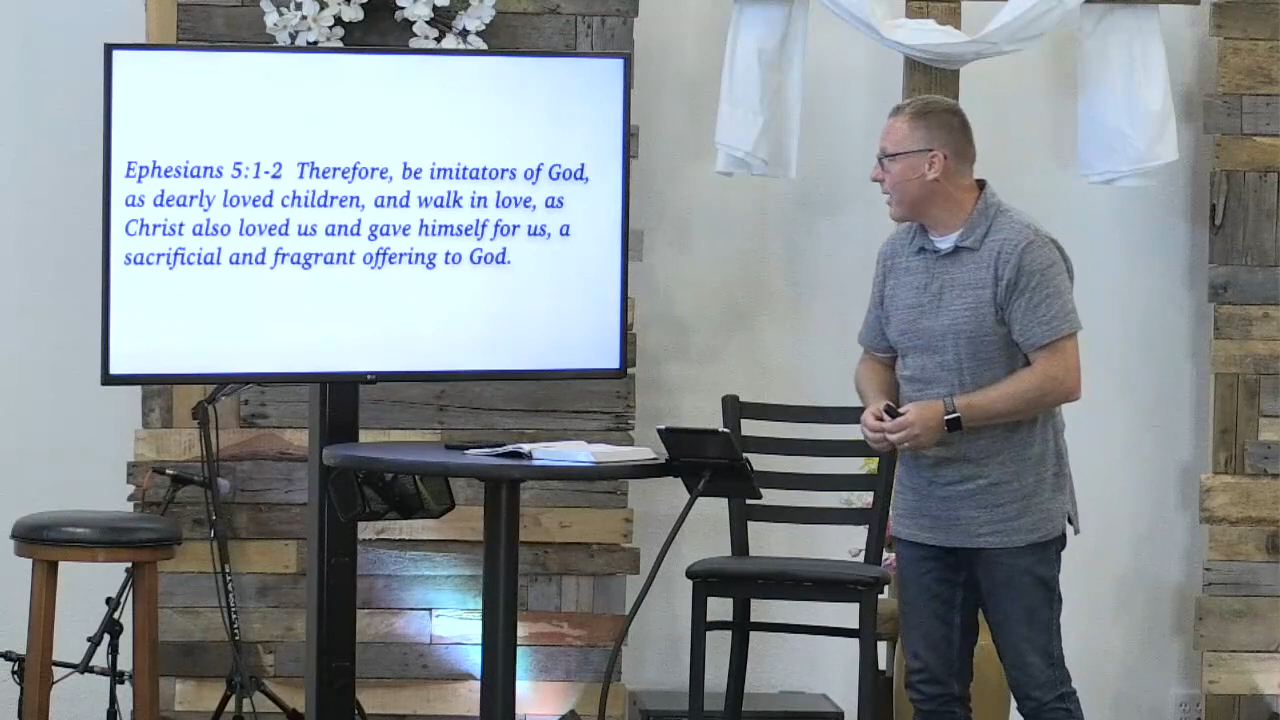 Ephesians 5:1-2 Therefore, be imitators of God,
as dearly loved children, and walk in love, as
Christ also loved us and gave himself for us, a
sacrificial and fragrant offering to God.